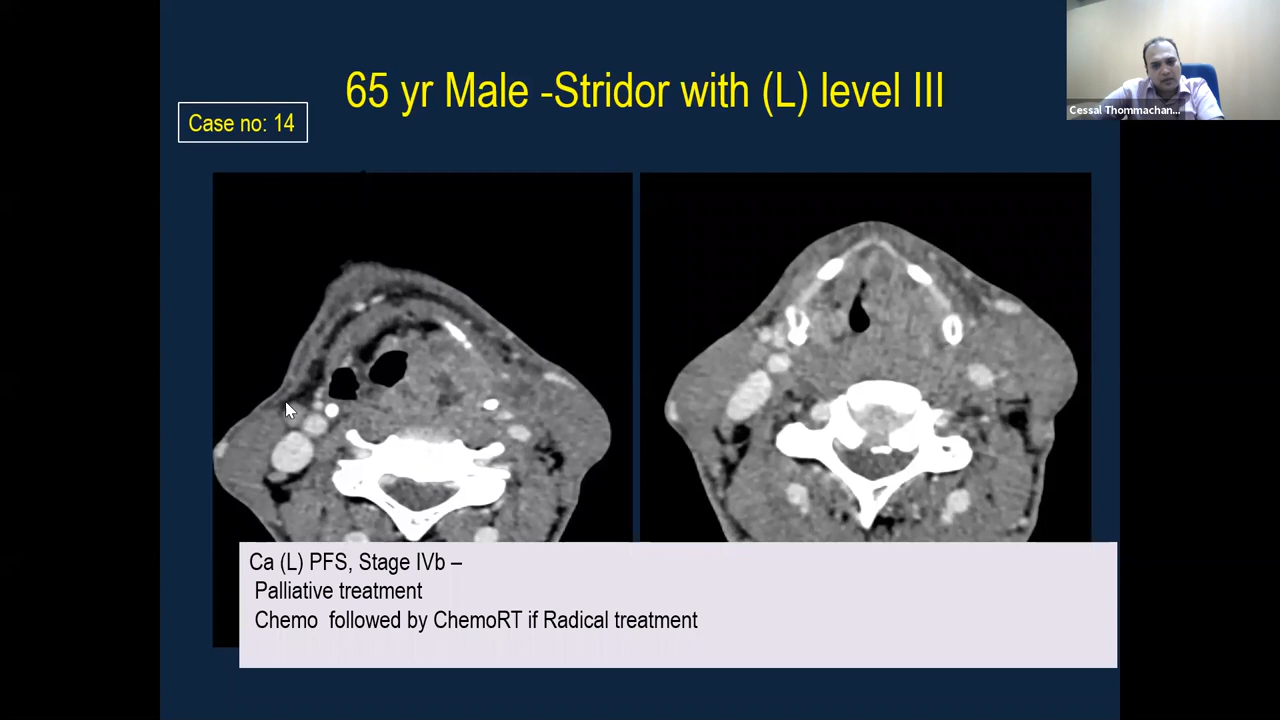 65 yr Male -Stridor with (L) level III
Case no: 14
Cessal Thommachan...
Ca (L) PFS, Stage IVb –
Palliative treatment
Chemo followed by ChemoRT if Radical treatment